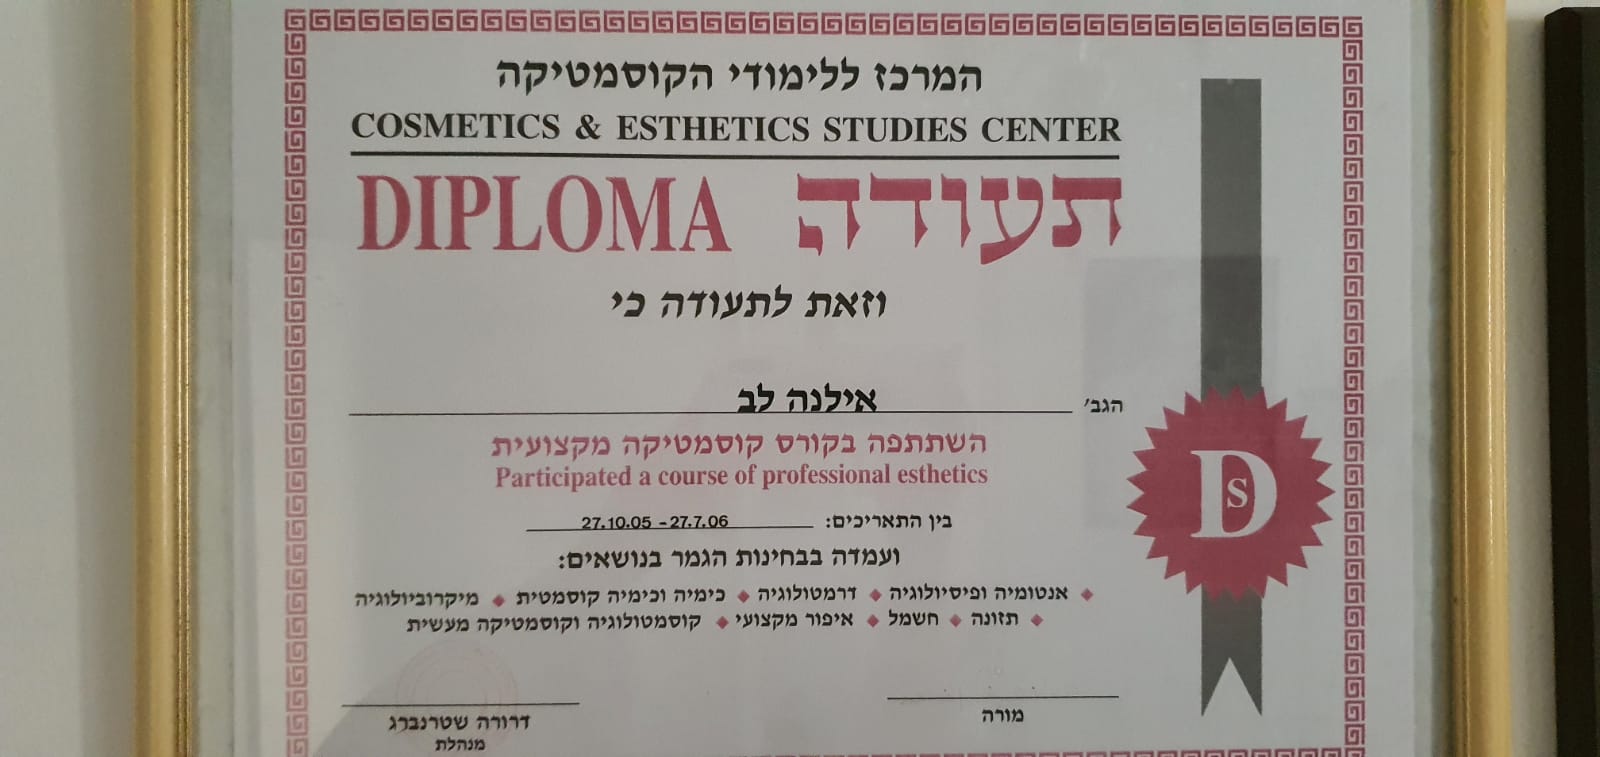 המרכז ללימודי הקוסמטיקה
COSMETICS & ESTHETICS STUDIES CENTER
DIPLOMA תעודה
וזאת לתעודה כי
הגב׳ אילנה לב
השתתפה בקורס קוסמטיקה מקצועית
Participated a course of professional esthetics
בין התאריכים: 27.10.05 - 27.7.06
ועמדה בבחינות הגמר בנושאים:
◆ אנטומיה ופיסיולוגיה ◆ דרמטולוגיה ◆ כימיה וכימיה קוסמטית ◆ מיקרוביולוגיה
◆ תזונה ◆ חשמל ◆ איפור מקצועי ◆ קוסמטולוגיה וקוסמטיקה מעשית
מורה
דרורה שטרנברג
מנהלת
DS